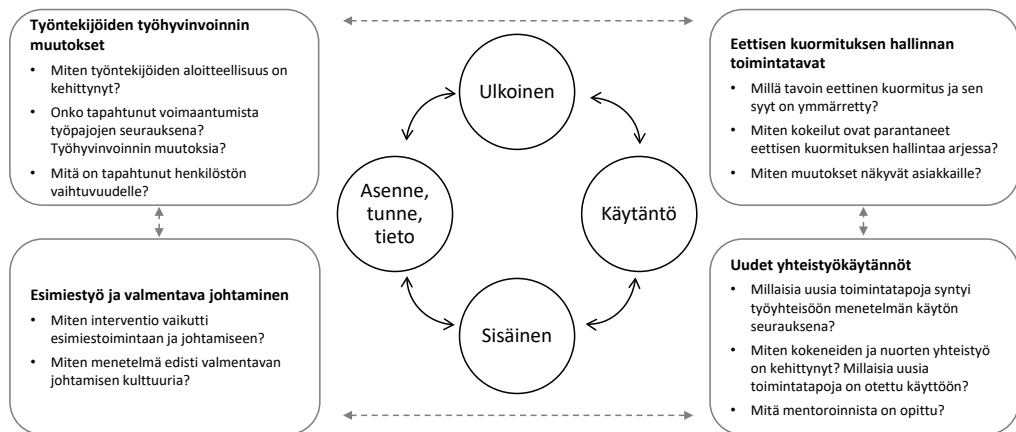 Työntekijöiden työhyvinvoinnin
muutokset
• Miten työntekijöiden aloitteellisuus on
kehittynyt?
• Onko tapahtunut voimaantumista
työpajojen seurauksena?
Työhyvinvoinnin muutoksia?
• Mitä on tapahtunut henkilöstön
vaihtuvuudelle?
Ulkoinen
Asenne,
tunne,
tieto
Käytäntö
Sisäinen
Eettisen kuormituksen hallinnan
toimintatavat
• Millä tavoin eettinen kuormitus ja sen
syyt on ymmärretty?
• Miten kokeilut ovat parantaneet
eettisen kuormituksen hallintaa arjessa?
• Miten muutokset näkyvät asiakkaille?
Esimiestyö ja valmentava johtaminen
• Miten interventio vaikutti
esimiestoimintaan ja johtamiseen?
• Miten menetelmä edisti valmentavan
johtamisen kulttuuria?
Uudet yhteistyökäytännöt
• Millaisia uusia toimintatapoja syntyi
työyhteisöön menetelmän käytön
seurauksena?
• Miten kokeneiden ja nuorten yhteistyö
on kehittynyt? Millaisia uusia
toimintatapoja on otettu käyttöön?
• Mitä mentoroinnista on opittu?